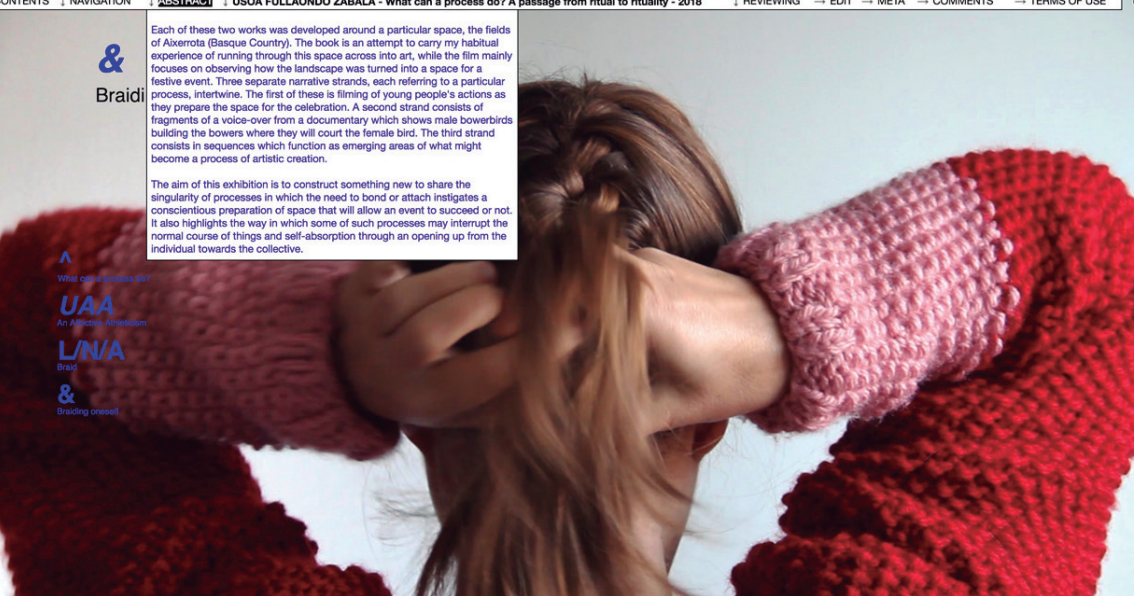 CONTENTS ↓ NAVIGATION ↓ ABSTRACT ↓ USOA FULLAONDO ZABALA - What can a process do? A passage from ritual to rituality - 2018 ↓ REVIEWING → EDIT → META → COMMENTS → TERMS OF USE
&
Braidi
Each of these two works was developed around a particular space, the fields
of Aixerrota (Basque Country). The book is an attempt to carry my habitual
experience of running through this space across into art, while the film mainly
focuses on observing how the landscape was turned into a space for a
festive event. Three separate narrative strands, each referring to a particular
process, intertwine. The first of these is filming of young people's actions as
they prepare the space for the celebration. A second strand consists of
fragments of a voice-over from a documentary which shows male bowerbirds
building the bowers where they will court the female bird. The third strand
consists in sequences which function as emerging areas of what might
become a process of artistic creation.
The aim of this exhibition is to construct something new to share the
singularity of processes in which the need to bond or attach instigates a
conscientious preparation of space that will allow an event to succeed or not.
It also highlights the way in which some of such processes may interrupt the
normal course of things and self-absorption through an opening up from the
individual towards the collective.
^
What can a process do?
UAA
An Affective
L/N/A
Braid
&
Braiding oneself